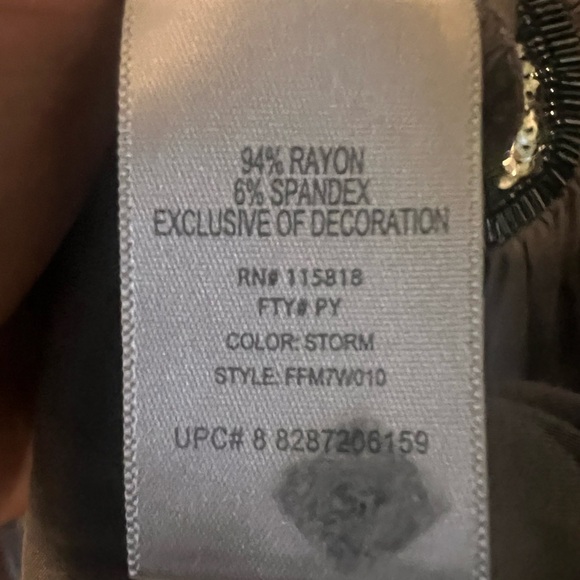 94% RAYON
6% SPANDEX
EXCLUSIVE OF DECORATION
RN# 115818
FTY# PY
COLOR: STORM
STYLE: FFM7W010
UPC# 8 8287206159